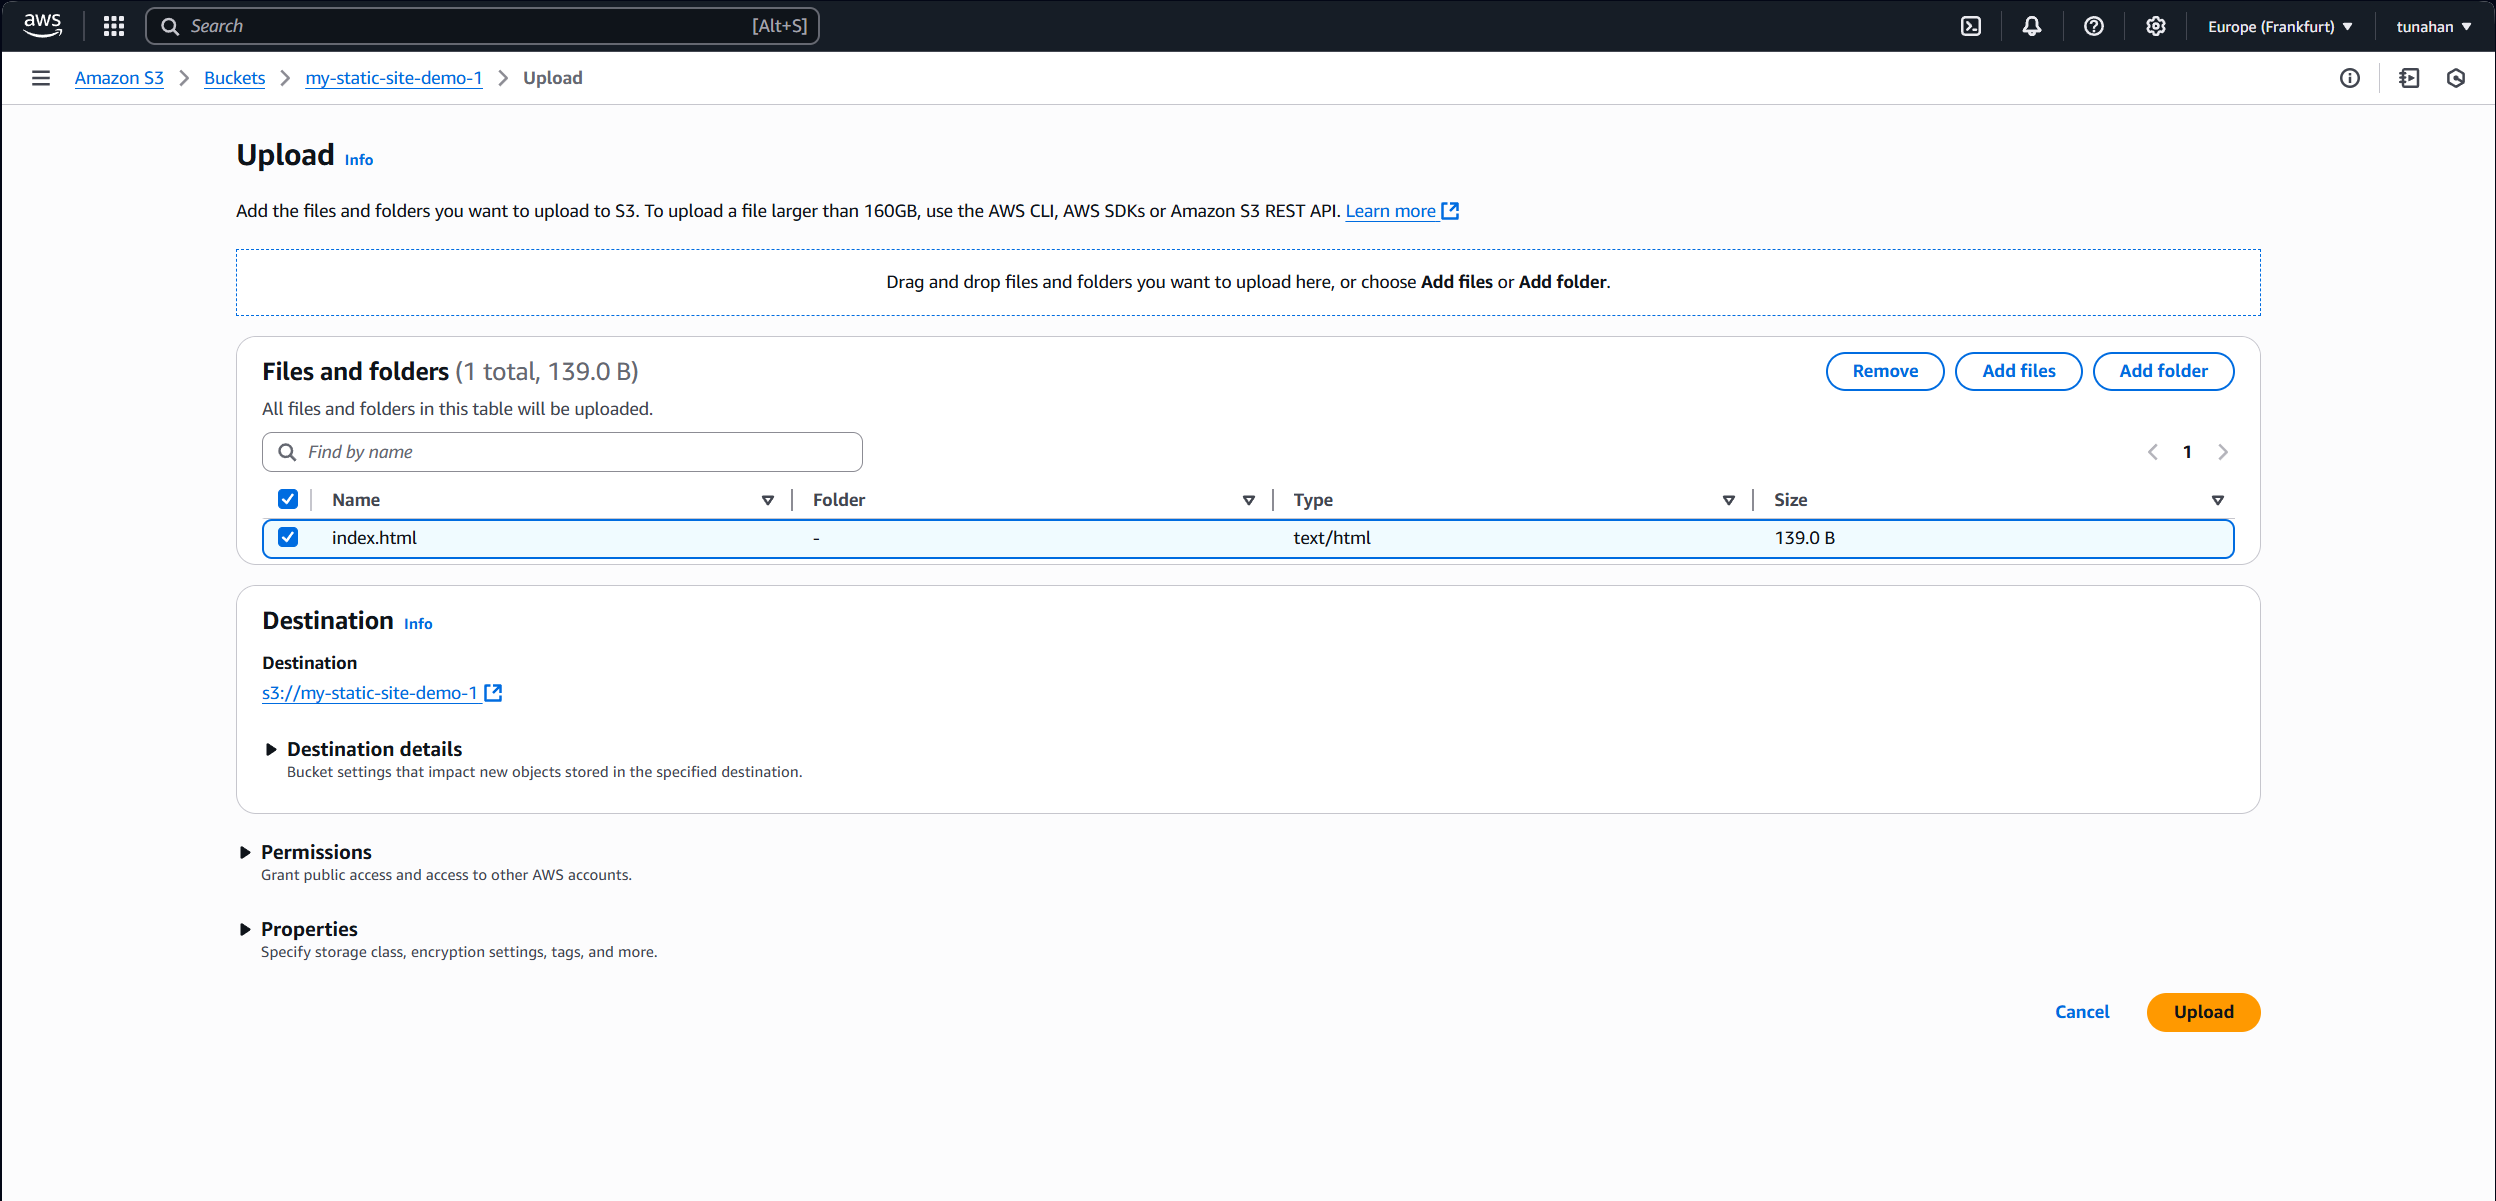 aws Search [Alt+S] Europe (Frankfurt) tunahan
Amazon S3 Buckets my-static-site-demo-1 Upload
Upload Info
Add the files and folders you want to upload to S3. To upload a file larger than 160GB, use the AWS CLI, AWS SDKs or Amazon S3 REST API. Learn more
Drag and drop files and folders you want to upload here, or choose Add files or Add folder.
Files and folders (1 total, 139.0 B) Remove Add files Add folder
All files and folders in this table will be uploaded.
Find by name 1
Name Folder Type Size
index.html - text/html 139.0 B
Destination Info
Destination
s3://my-static-site-demo-1
Destination details
Bucket settings that impact new objects stored in the specified destination.
Permissions
Grant public access and access to other AWS accounts.
Properties
Specify storage class, encryption settings, tags, and more.
Cancel Upload